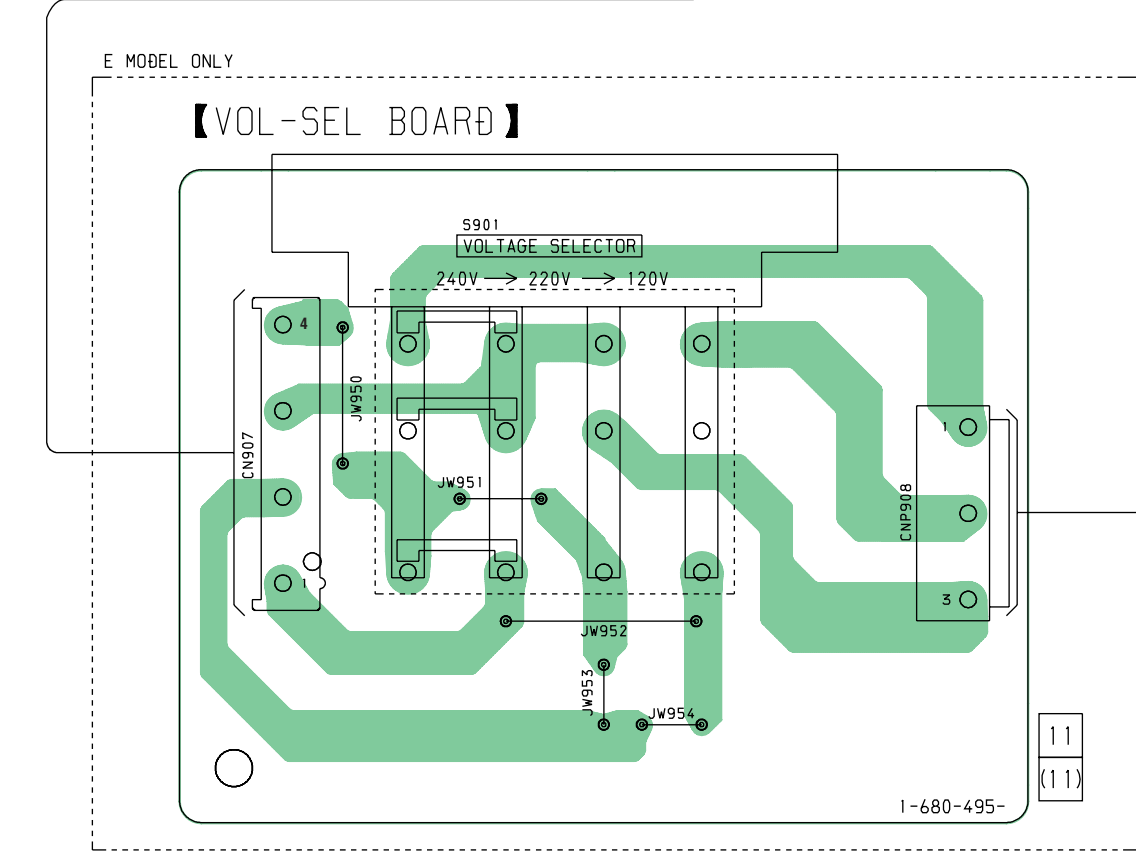 E MODEL ONLY
【VOL-SEL BOARD】
S901
VOLTAGE SELECTOR
240V → 220V → 120V
4
JW950
CN907
1
JW951
1
CNP908
3
1
JW952
JW953
JW954
11
(11)
1-680-495-